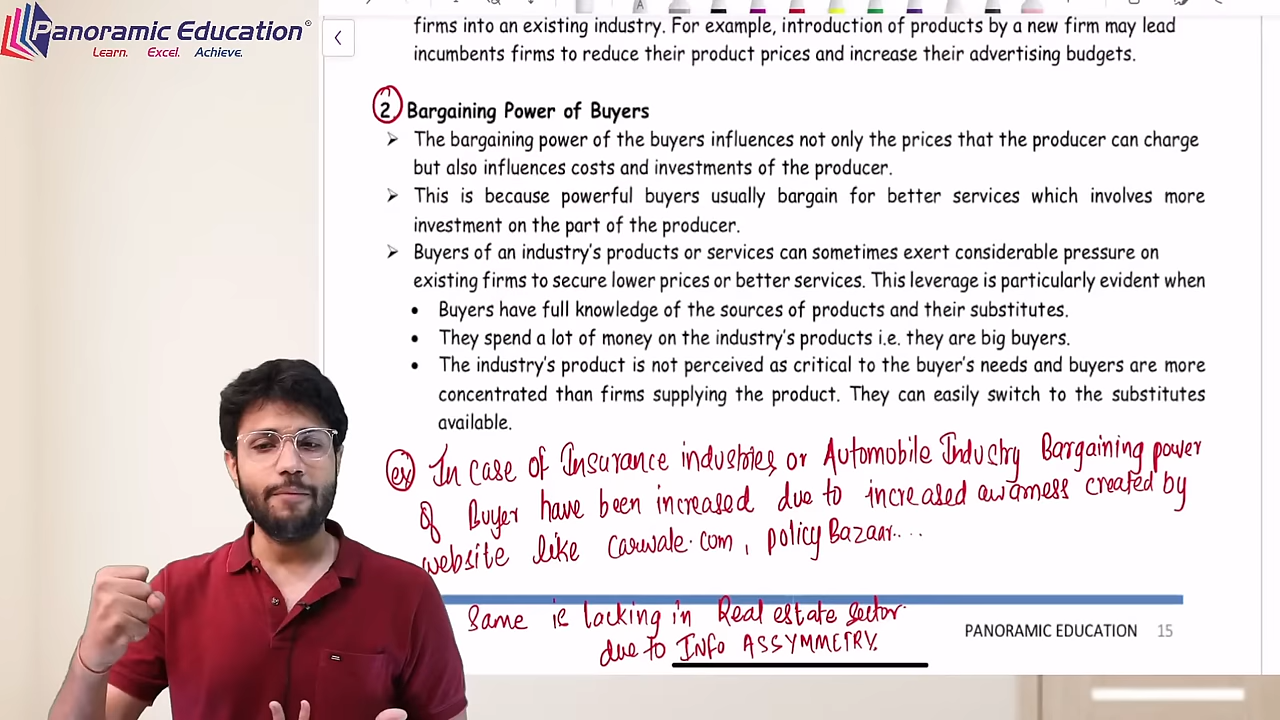 Panoramic Education®
Learn. Excel. Achieve.
firms into an existing industry. For example, introduction of products by a new firm may lead
incumbents firms to reduce their product prices and increase their advertising budgets.
2. Bargaining Power of Buyers
➢ The bargaining power of the buyers influences not only the prices that the producer can charge
but also influences costs and investments of the producer.
➢ This is because powerful buyers usually bargain for better services which involves more
investment on the part of the producer.
➢ Buyers of an industry's products or services can sometimes exert considerable pressure on
existing firms to secure lower prices or better services. This leverage is particularly evident when
• Buyers have full knowledge of the sources of products and their substitutes.
• They spend a lot of money on the industry's products i.e. they are big buyers.
• The industry's product is not perceived as critical to the buyer's needs and buyers are more
concentrated than firms supplying the product. They can easily switch to the substitutes
available.
ex In case of Insurance industries or Automobile Industry Bargaining power
of Buyer have been increased due to increased awarness created by
website like carwale.com, policyBazaar....
Same is lacking in Real estate sector.
due to INFO ASSYMMETRY.
PANORAMIC EDUCATION 15